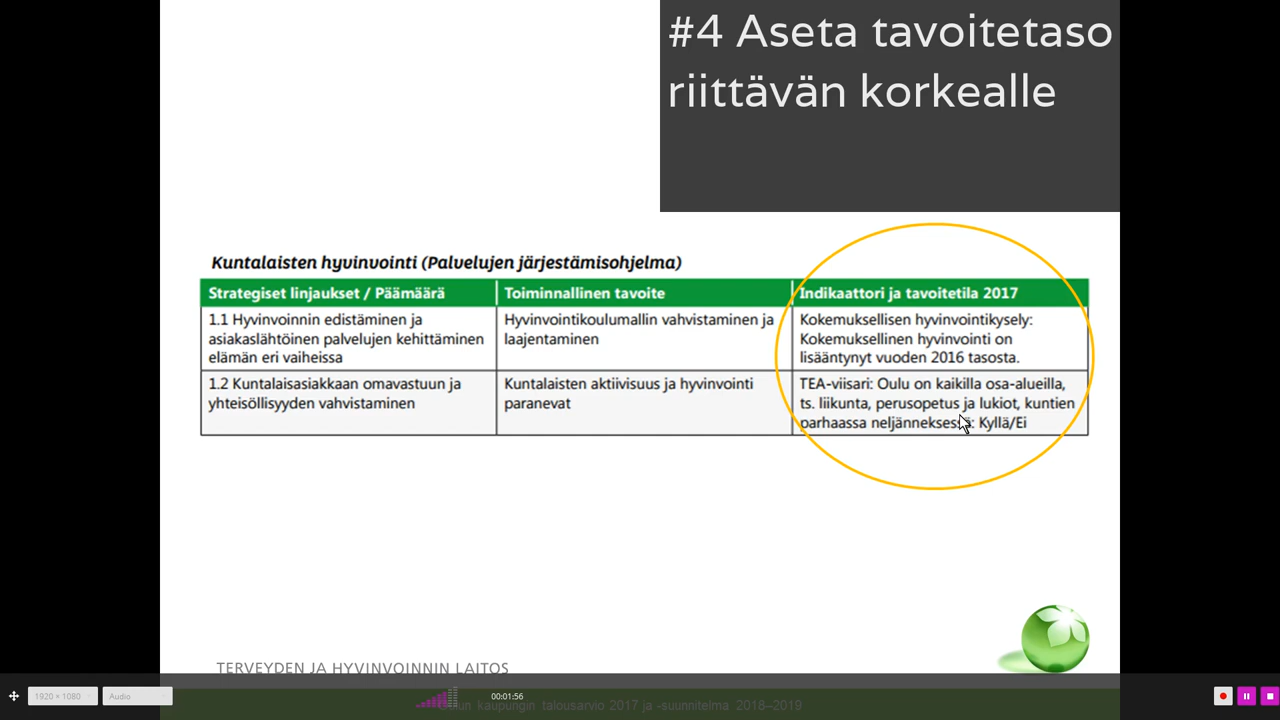 #4 Aseta tavoitetaso
riittävän korkealle
Kuntalaisten hyvinvointi (Palvelujen järjestämisohjelma)
Strategiset linjaukset / Päämäärä
Toiminnallinen tavoite
Indikaattori ja tavoitetila 2017
1.1 Hyvinvoinnin edistäminen ja
asiakaslähtöinen palvelujen kehittäminen
elämän eri vaiheissa
Hyvinvointikoulumallin vahvistaminen ja
laajentaminen
Kokemuksellisen hyvinvointikysely:
Kokemuksellinen hyvinvointi on
lisääntynyt vuoden 2016 tasosta.
1.2 Kuntalaisasiakkaan omavastuun ja
yhteisöllisyyden vahvistaminen
Kuntalaisten aktiivisuus ja hyvinvointi
paranevat
TEA-viisari: Oulu on kaikilla osa-alueilla,
ts. liikunta, perusopetus ja lukiot, kuntien
parhaassa neljänneksessä: Kyllä/Ei
TERVEYDEN JA HYVINVOINNIN LAITOS
1920 × 1080
Audio
00:01:56
kaupungin talousarvio 2017 ja -suunnitelma 2018–2019